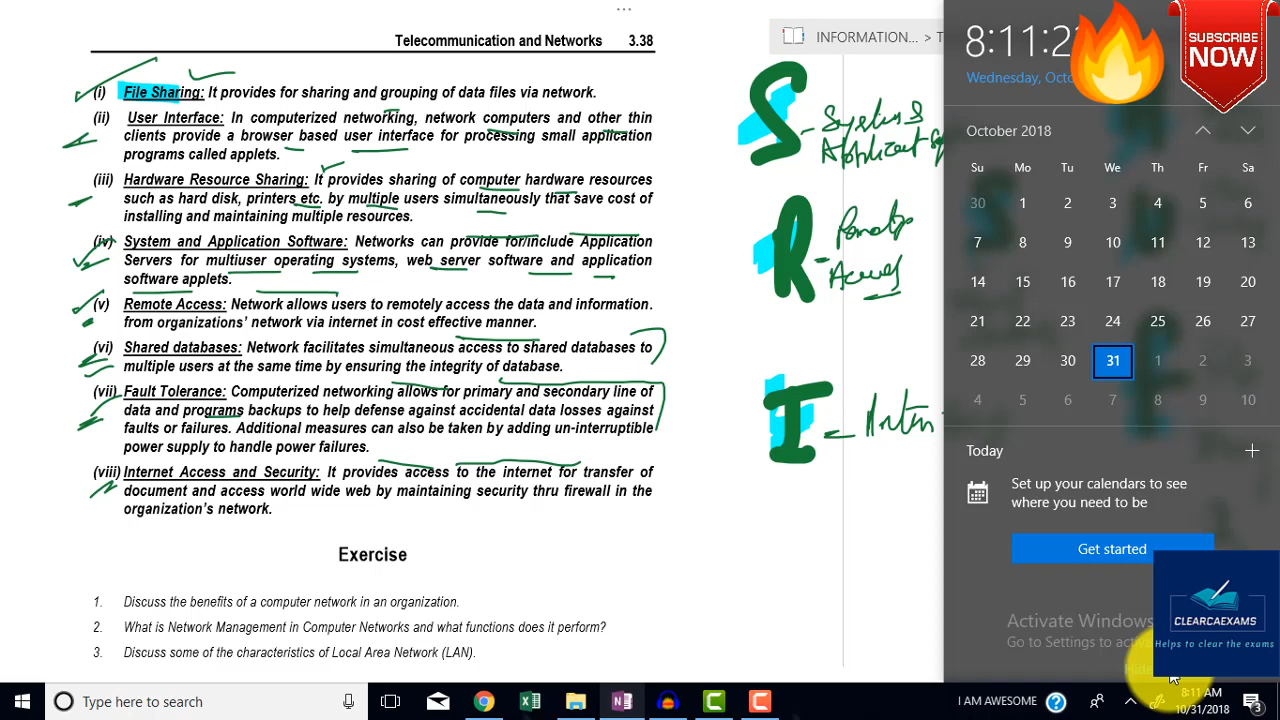 Telecommunication and Networks 3.38
(i) File Sharing: It provides for sharing and grouping of data files via network.
(ii) User Interface: In computerized networking, network computers and other thin
clients provide a browser based user interface for processing small application
programs called applets.
(iii) Hardware Resource Sharing: It provides sharing of computer hardware resources
such as hard disk, printers etc. by multiple users simultaneously that save cost of
installing and maintaining multiple resources.
(iv) System and Application Software: Networks can provide for/include Application
Servers for multiuser operating systems, web server software and application
software applets.
(v) Remote Access: Network allows users to remotely access the data and information.
from organizations' network via internet in cost effective manner.
(vi) Shared databases: Network facilitates simultaneous access to shared databases to
multiple users at the same time by ensuring the integrity of database.
(vii) Fault Tolerance: Computerized networking allows for primary and secondary line of
data and programs backups to help defense against accidental data losses against
faults or failures. Additional measures can also be taken by adding un-interruptible
power supply to handle power failures.
(viii) Internet Access and Security: It provides access to the internet for transfer of
document and access world wide web by maintaining security thru firewall in the
organization's network.
Exercise
1. Discuss the benefits of a computer network in an organization.
2. What is Network Management in Computer Networks and what functions does it perform?
3. Discuss some of the characteristics of Local Area Network (LAN).
INFORMATION... > T
S
R
I
8:11:2
Wednesday, Octo
SUBSCRIBE
NOW
October 2018
Su Mo Tu We Th Fr Sa
30 1 2 3 4 5 6
7 8 9 10 11 12 13
14 15 16 17 18 19 20
21 22 23 24 25 26 27
28 29 30 31 1 2 3
4 5 6 7 8 9 10
Today
Set up your calendars to see
where you need to be
Get started
Activate Windows
Go to Settings to activ
Hide
CLEARCAEXAMS
Helps to clear the exams
Type here to search
I AM AWESOME
8:11 AM
10/31/2018
3